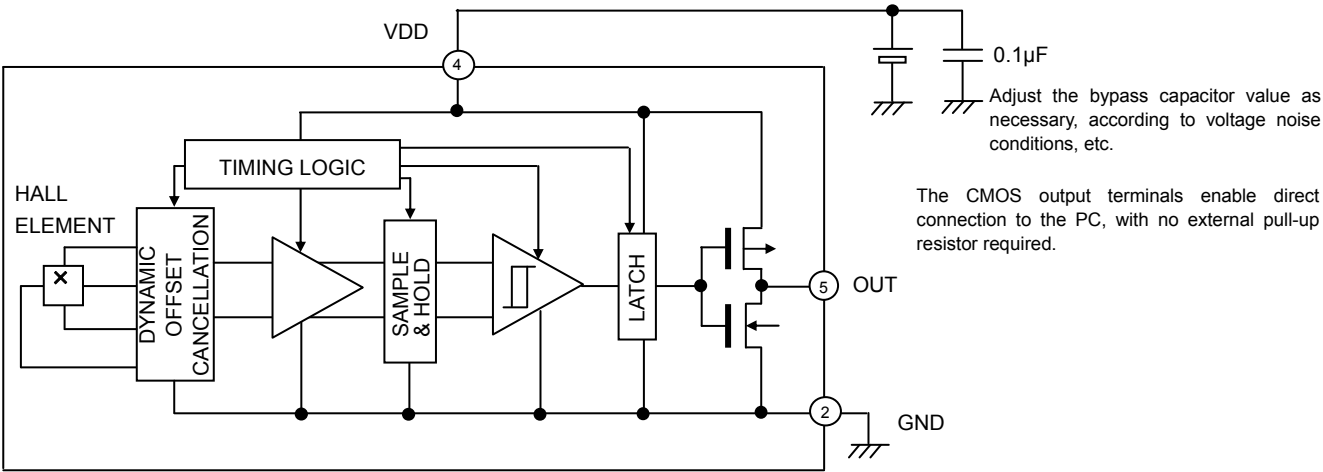 VDD
4
0.1µF
Adjust the bypass capacitor value as
necessary, according to voltage noise
conditions, etc.
TIMING LOGIC
HALL
ELEMENT
The CMOS output terminals enable direct
connection to the PC, with no external pull-up
resistor required.
×
DYNAMIC
OFFSET
CANCELLATION
SAMPLE
& HOLD
LATCH
5
OUT
2
GND